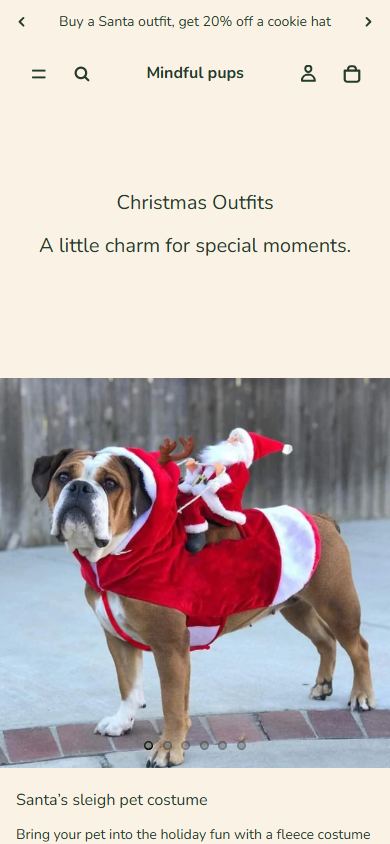 Buy a Santa outfit, get 20% off a cookie hat
Mindful pups
Christmas Outfits
A little charm for special moments.
Santa’s sleigh pet costume
Bring your pet into the holiday fun with a fleece costume